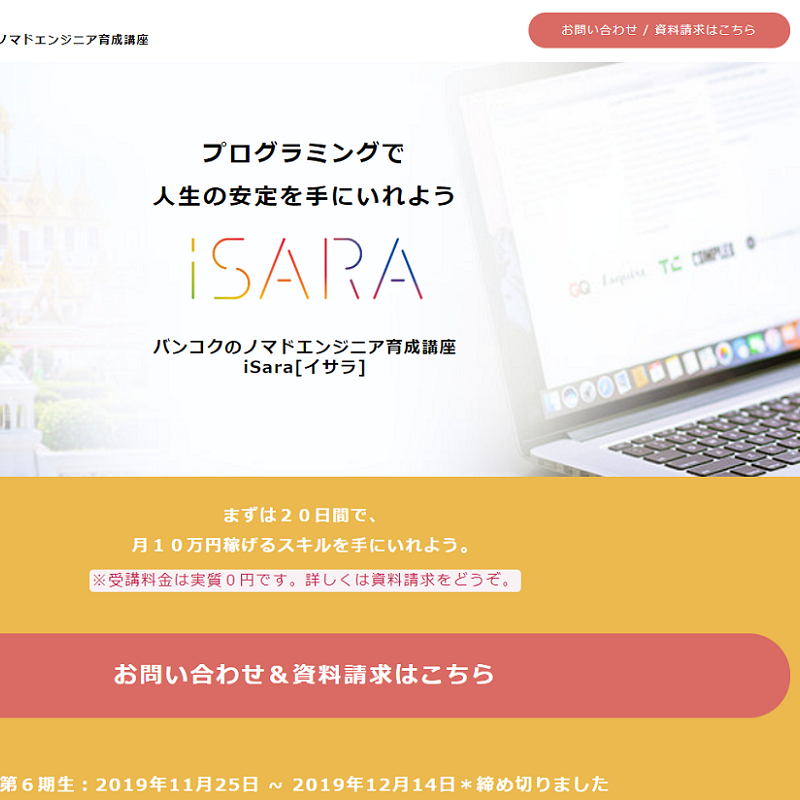 ノマドエンジニア育成講座
お問い合わせ / 資料請求はこちら
プログラミングで
人生の安定を手にいれよう
iSARA
バンコクのノマドエンジニア育成講座
iSara[イサラ]
GQ Esquire TC COMPLEX
まずは２０日間で、
月１０万円稼げるスキルを手にいれよう。
※受講料金は実質０円です。詳しくは資料請求をどうぞ。
お問い合わせ＆資料請求はこちら
第６期生：2019年11月25日 ~ 2019年12月14日＊締め切りました